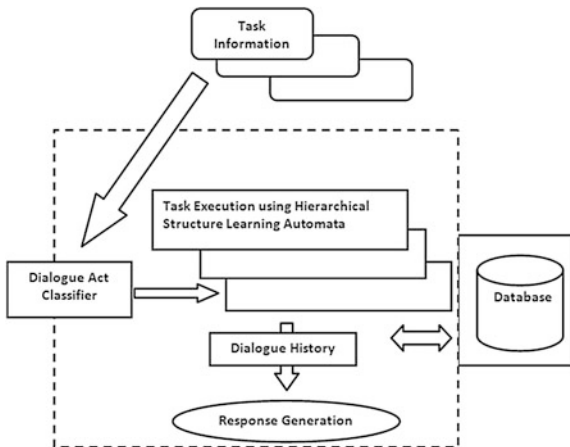 Task
Information
Task Execution using Hierarchical
Structure Learning Automata
Dialogue Act
Classifier
Database
Dialogue History
Response Generation